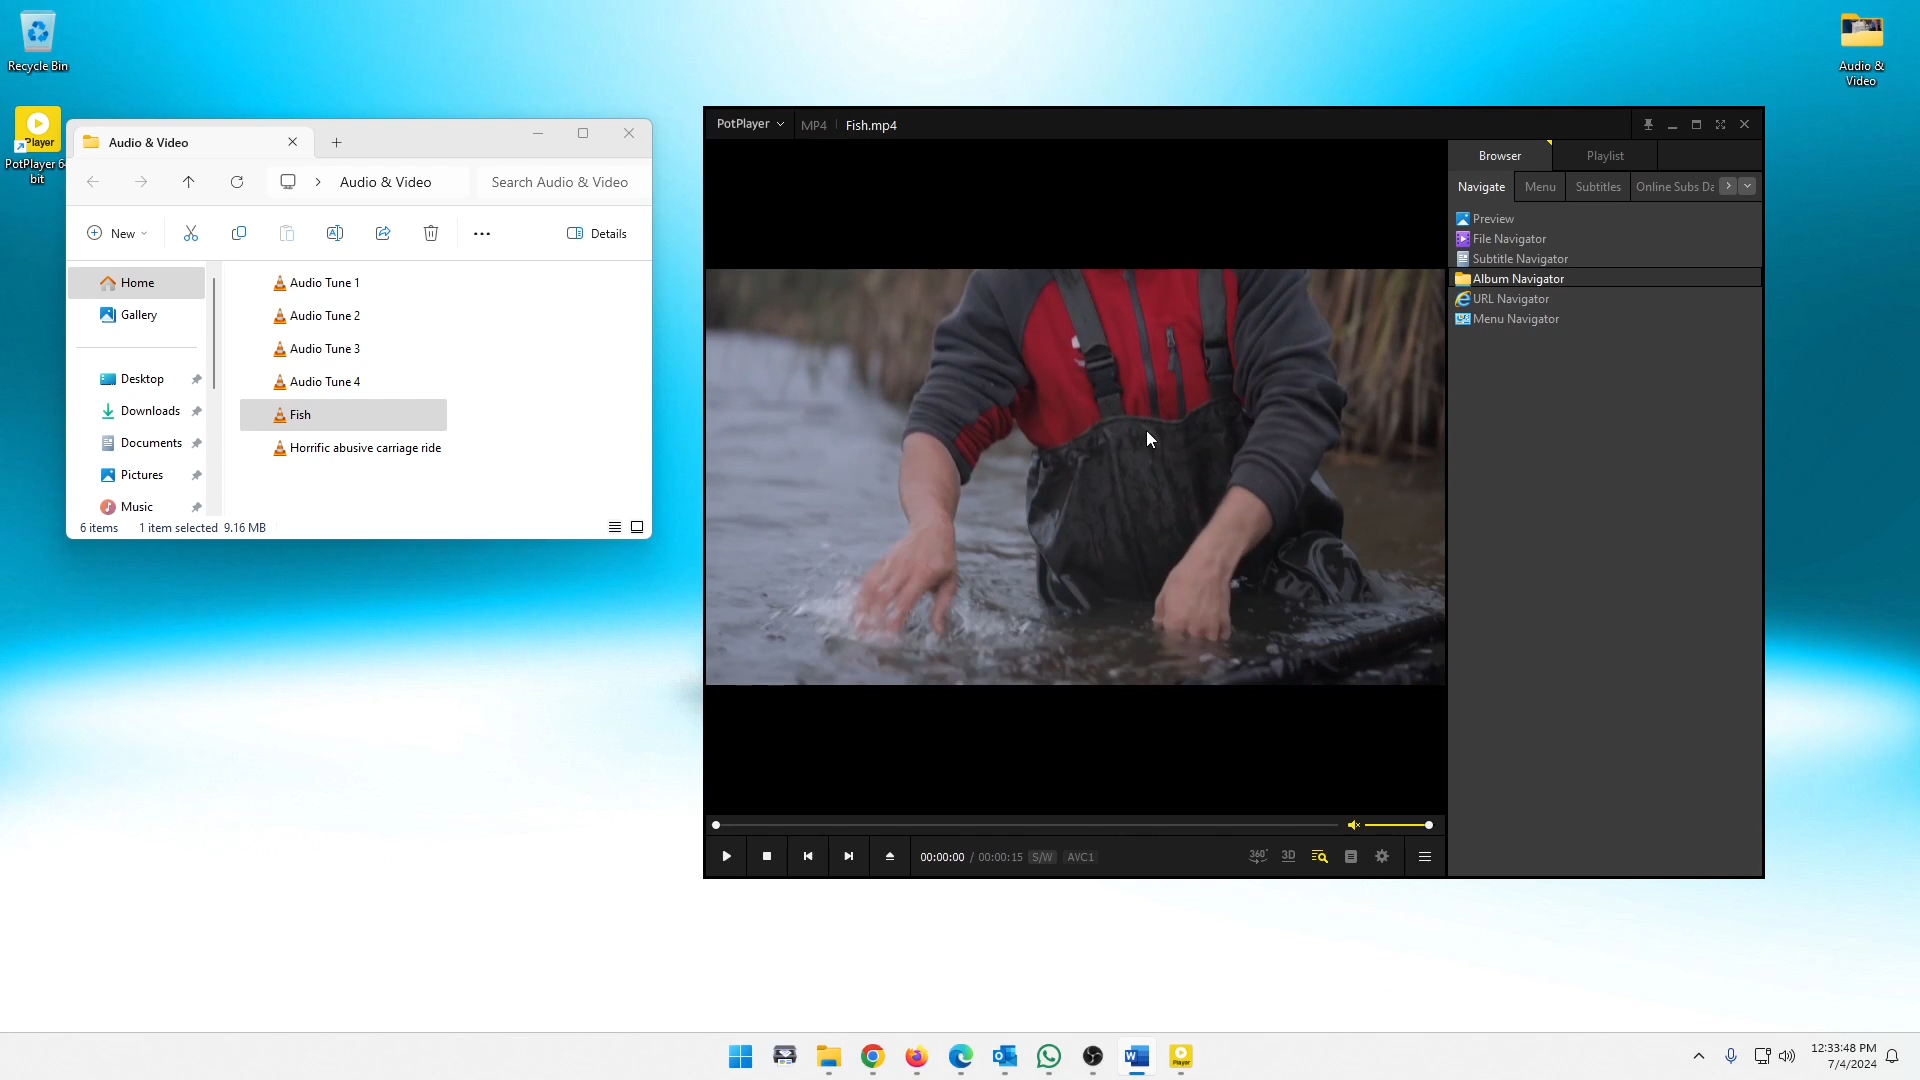 Recycle Bin
Player
PotPlayer 64
bit
Audio &
Video
Audio & Video
Audio & Video
Search Audio & Video
New
Details
Home
Gallery
Desktop
Downloads
Documents
Pictures
Music
Audio Tune 1
Audio Tune 2
Audio Tune 3
Audio Tune 4
Fish
Horrific abusive carriage ride
6 items
1 item selected 9.16 MB
PotPlayer
MP4
Fish.mp4
Browser
Playlist
Navigate
Menu
Subtitles
Online Subs Da
Preview
File Navigator
Subtitle Navigator
Album Navigator
URL Navigator
Menu Navigator
00:00:00 / 00:00:15 S/W AVC1
360°
3D
Player
12:33:48 PM
7/4/2024